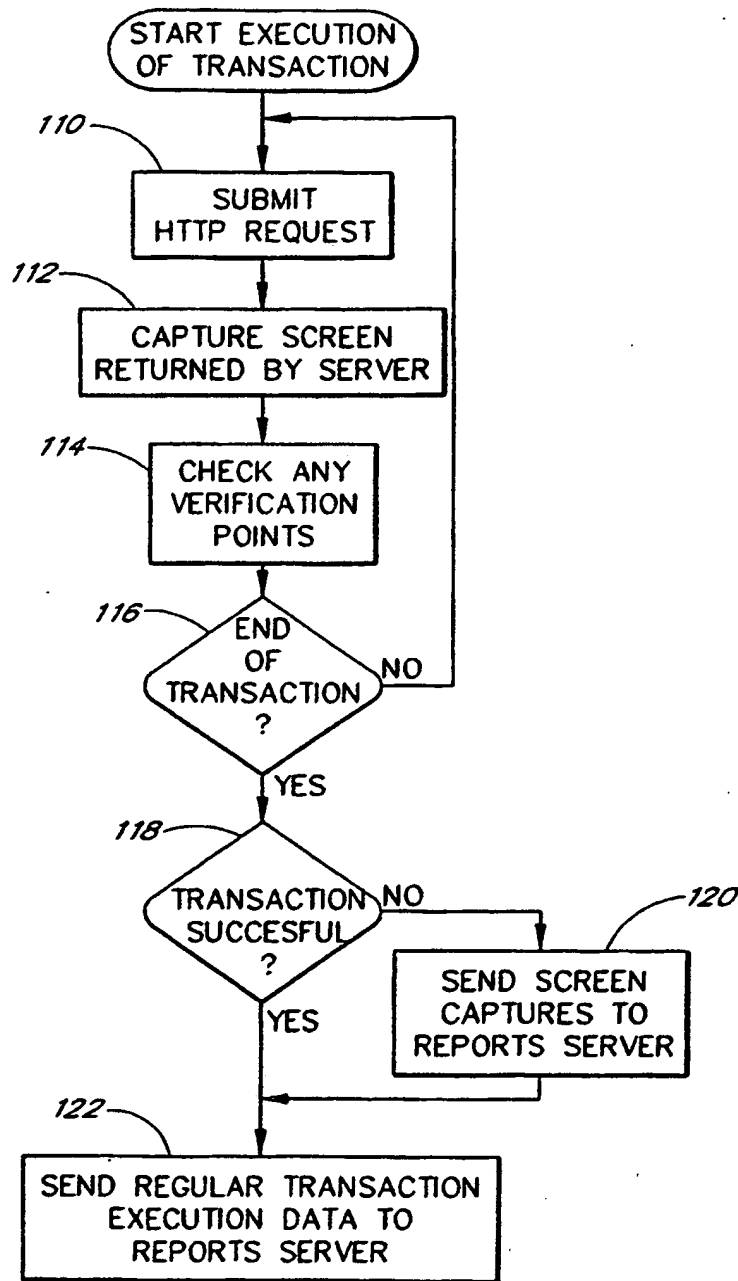 START EXECUTION
OF TRANSACTION
110
SUBMIT
HTTP REQUEST
112
CAPTURE SCREEN
RETURNED BY SERVER
114
CHECK ANY
VERIFICATION
POINTS
116
END
OF
TRANSACTION
?
NO
YES
118
TRANSACTION
SUCCESFUL
?
NO
YES
120
SEND SCREEN
CAPTURES TO
REPORTS SERVER
122
SEND REGULAR TRANSACTION
EXECUTION DATA TO
REPORTS SERVER